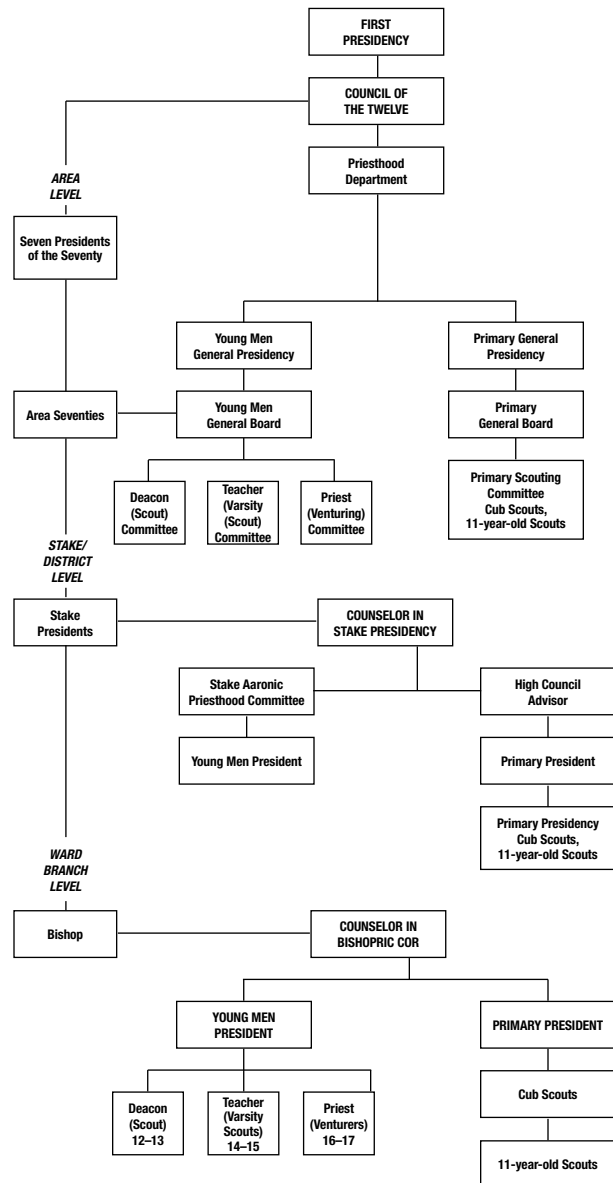 FIRST
PRESIDENCY
COUNCIL OF
THE TWELVE
AREA
LEVEL
Priesthood
Department
Seven Presidents
of the Seventy
Young Men
General Presidency
Primary General
Presidency
Area Seventies
Young Men
General Board
Primary
General Board
Deacon
(Scout)
Committee
Teacher
(Varsity
(Scout)
Committee
Priest
(Venturing)
Committee
Primary Scouting
Committee
Cub Scouts,
11-year-old Scouts
STAKE/
DISTRICT
LEVEL
Stake
Presidents
COUNSELOR IN
STAKE PRESIDENCY
Stake Aaronic
Priesthood Committee
High Council
Advisor
Young Men President
Primary President
Primary Presidency
Cub Scouts,
11-year-old Scouts
WARD
BRANCH
LEVEL
Bishop
COUNSELOR IN
BISHOPRIC COR
YOUNG MEN
PRESIDENT
PRIMARY PRESIDENT
Deacon
(Scout)
12–13
Teacher
(Varsity
Scouts)
14–15
Priest
(Venturers)
16–17
Cub Scouts
11-year-old Scouts